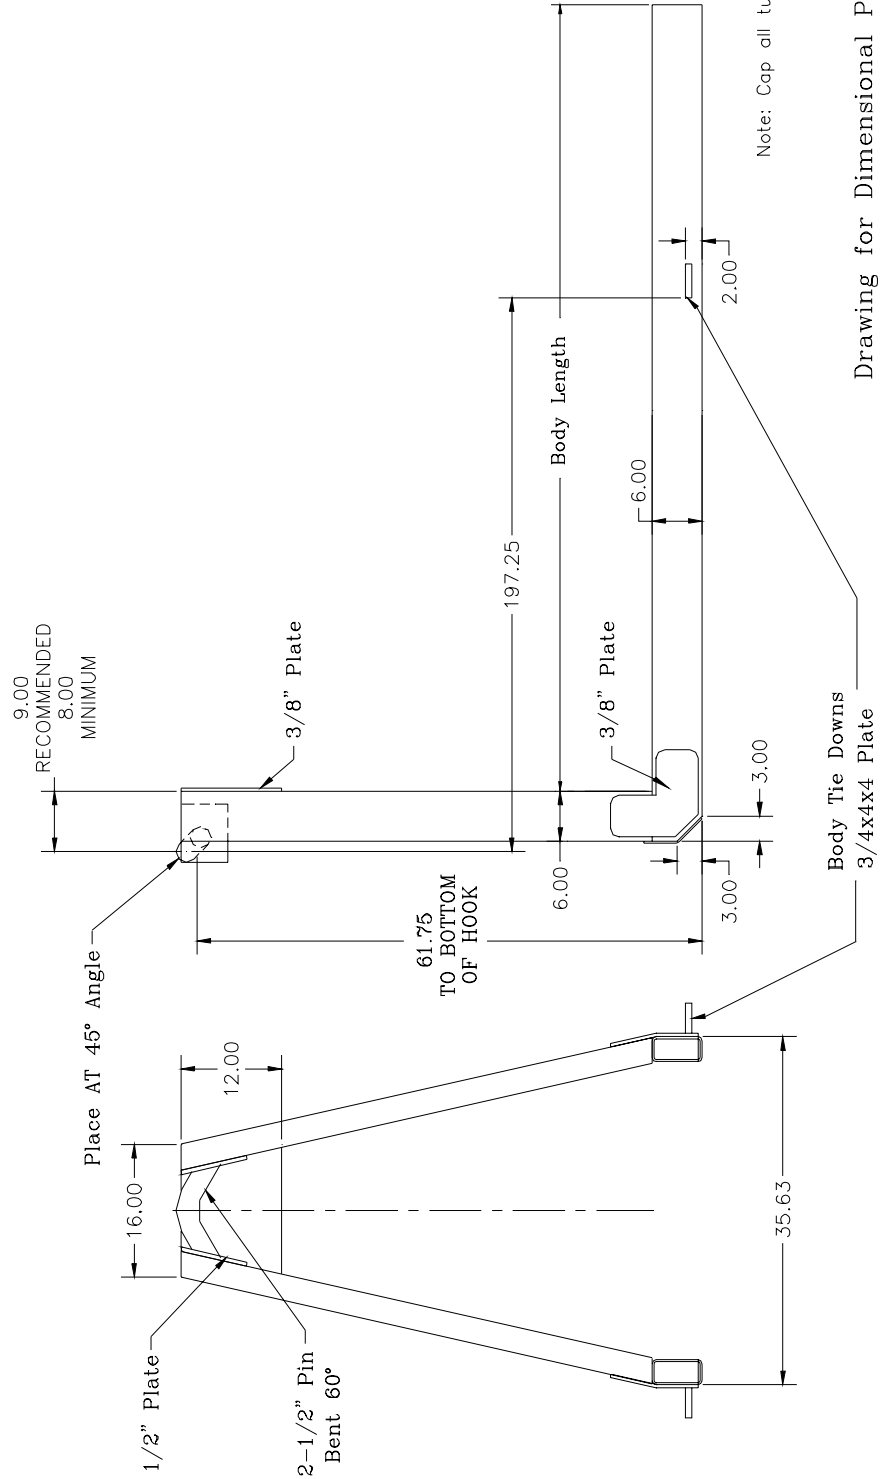 9.00
RECOMMENDED
8.00
MINIMUM
Place AT 45° Angle
3/8" Plate
16.00
12.00
1/2" Plate
2-1/2" Pin
Bent 60°
61.75
TO BOTTOM
OF HOOK
197.25
Body Length
6.00
6.00
3/8" Plate
3.00
3.00
2.00
35.63
Body Tie Downs
3/4x4x4 Plate
Note: Cap all tu
Drawing for Dimensional P